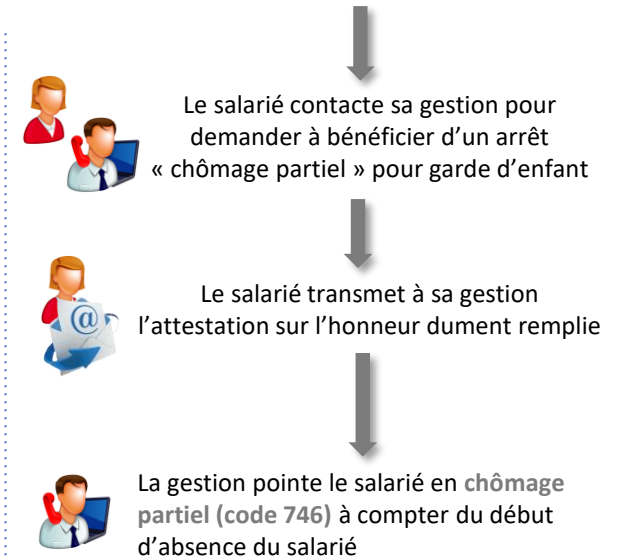 Le salarié contacte sa gestion pour
demander à bénéficier d’un arrêt
« chômage partiel » pour garde d’enfant
@
Le salarié transmet à sa gestion
l’attestation sur l’honneur dument remplie
La gestion pointe le salarié en chômage
partiel (code 746) à compter du début
d’absence du salarié